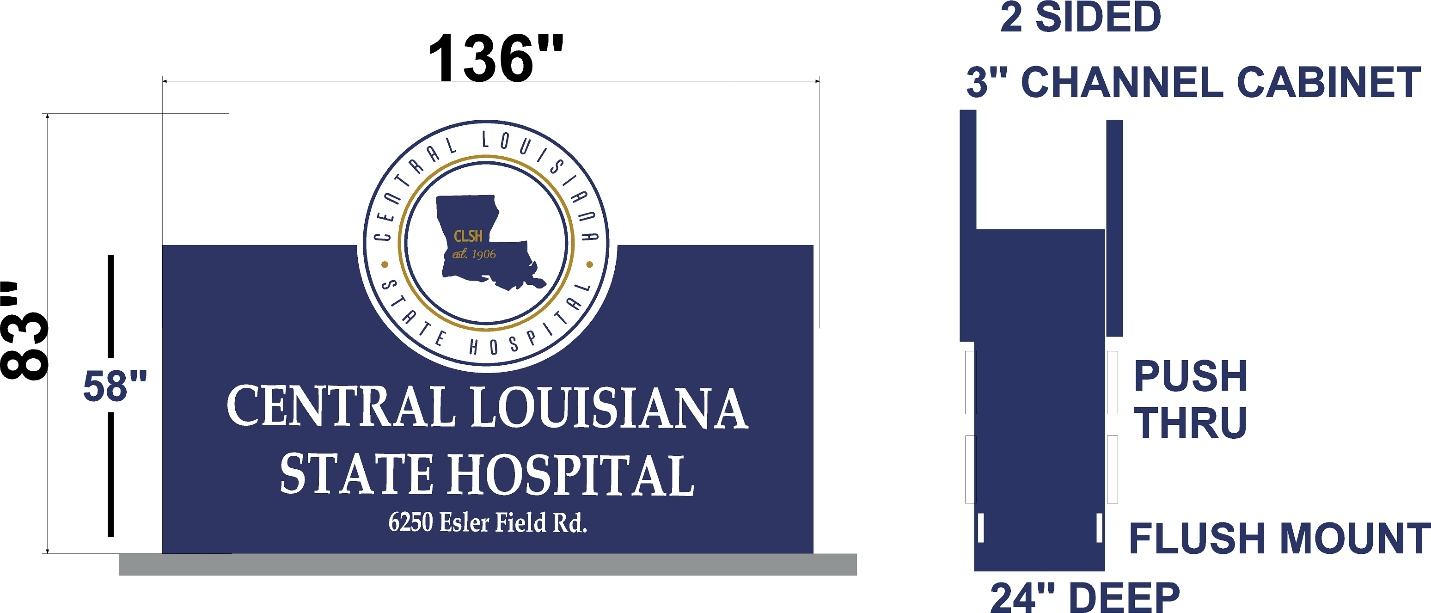 136"
83"
58"
CENTRAL LOUISIANA
CLSH
est. 1906
STATE HOSPITAL
CENTRAL LOUISIANA
STATE HOSPITAL
6250 Esler Field Rd.
2 SIDED
3" CHANNEL CABINET
PUSH
THRU
FLUSH MOUNT
24" DEEP